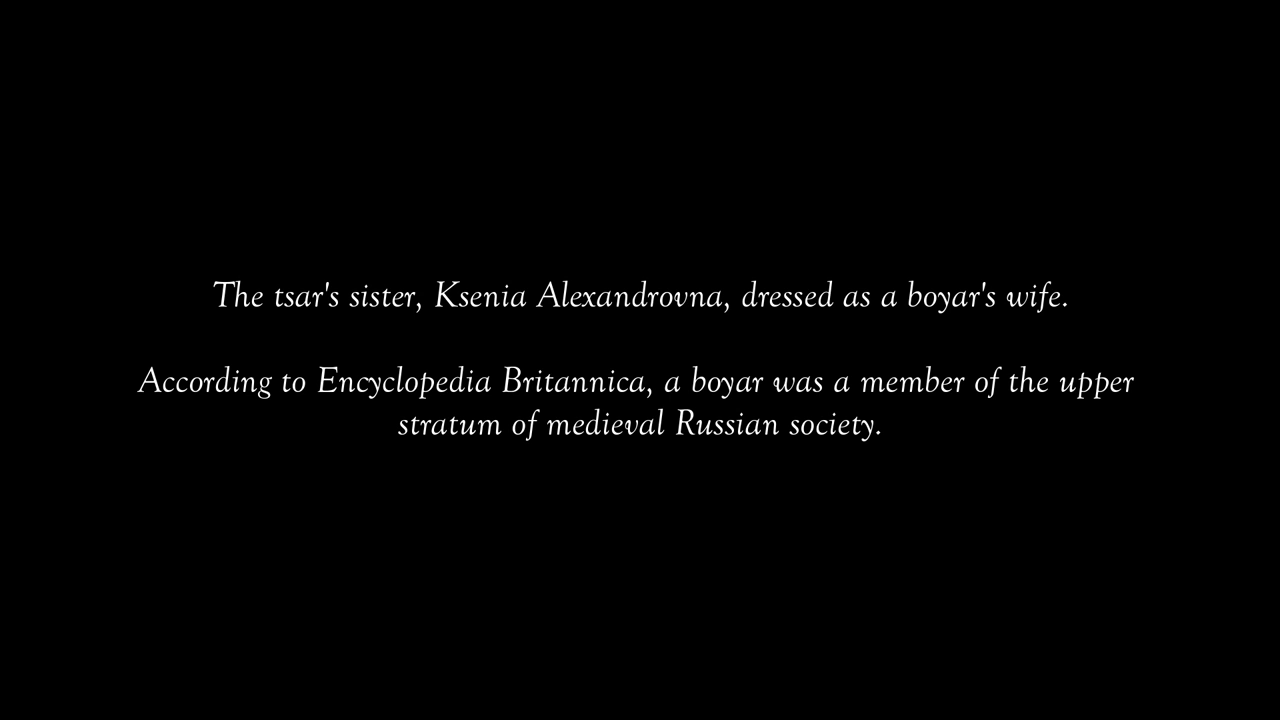 The tsar's sister, Ksenia Alexandrovna, dressed as a boyar's wife.
According to Encyclopedia Britannica, a boyar was a member of the upper
stratum of medieval Russian society.